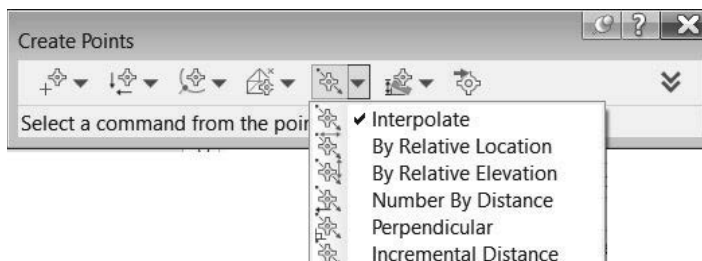 Create Points
Select a command from the poin
Interpolate
By Relative Location
By Relative Elevation
Number By Distance
Perpendicular
Incremental Distance